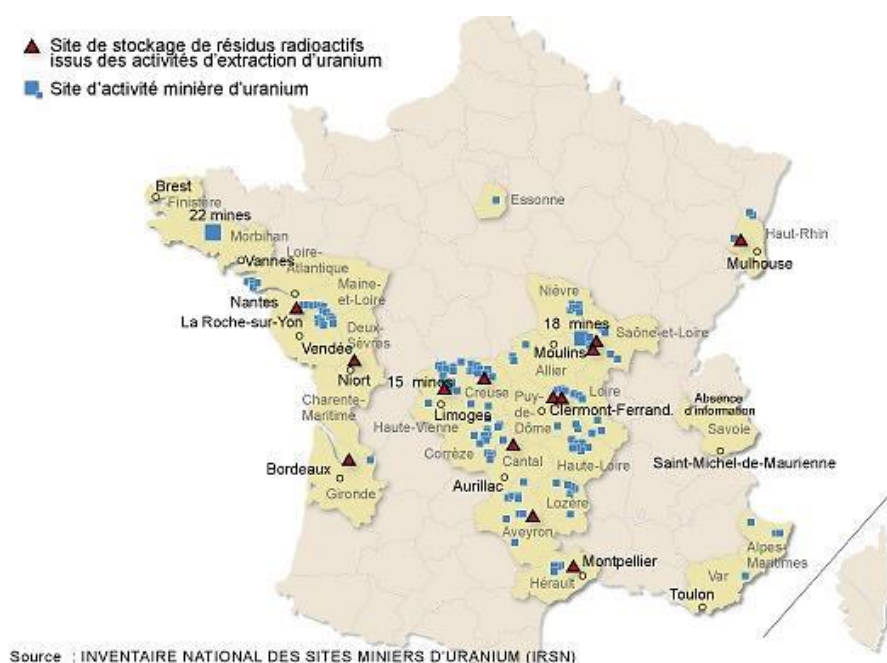 Site de stockage de résidus radioactifs
issus des activités d'extraction d'uranium
Site d'activité minière d'uranium
Brest
Finistère
22 mines
Morbihan
Vannes
Loire-
Atlantique
Maine-
et-Loire
Nantes
La Roche-sur-Yon
Deux-
Sèvres
Vendée
Niort
Charente-
Maritime
Bordeaux
Gironde
Essonne
Haut-Rhin
Mulhouse
Nièvre
18 mines
Saône-et-Loire
Moulins
Allier
15 mines
Creuse
Loire
Puy-
de-
Dôme
Clermont-Ferrand.
Limoges
Haute-Vienne
Corrèze
Cantal
Haute-Loire
Aurillac
Lozère
Aveyron
Montpellier
Hérault
Absence
d'information
Savoie
Saint-Michel-de-Maurienne
Alpes-
Maritimes
Var
Toulon
Source : INVENTAIRE NATIONAL DES SITES MINIERS D'URANIUM (IRSN)